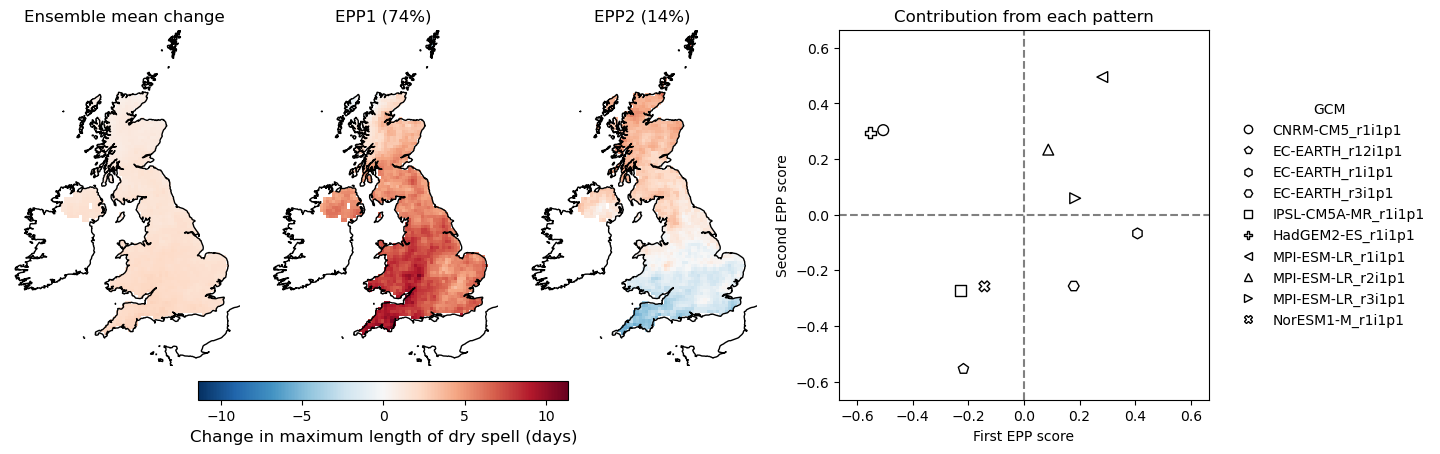 Ensemble mean change
EPP1 (74%)
EPP2 (14%)
Contribution from each pattern
−10
−5
0
5
10
Change in maximum length of dry spell (days)
Second EPP score
0.6
0.4
0.2
0.0
−0.2
−0.4
−0.6
−0.6
−0.4
−0.2
0.0
0.2
0.4
0.6
First EPP score
GCM
CNRM-CM5_r1i1p1
EC-EARTH_r12i1p1
EC-EARTH_r1i1p1
EC-EARTH_r3i1p1
IPSL-CM5A-MR_r1i1p1
HadGEM2-ES_r1i1p1
MPI-ESM-LR_r1i1p1
MPI-ESM-LR_r2i1p1
MPI-ESM-LR_r3i1p1
NorESM1-M_r1i1p1